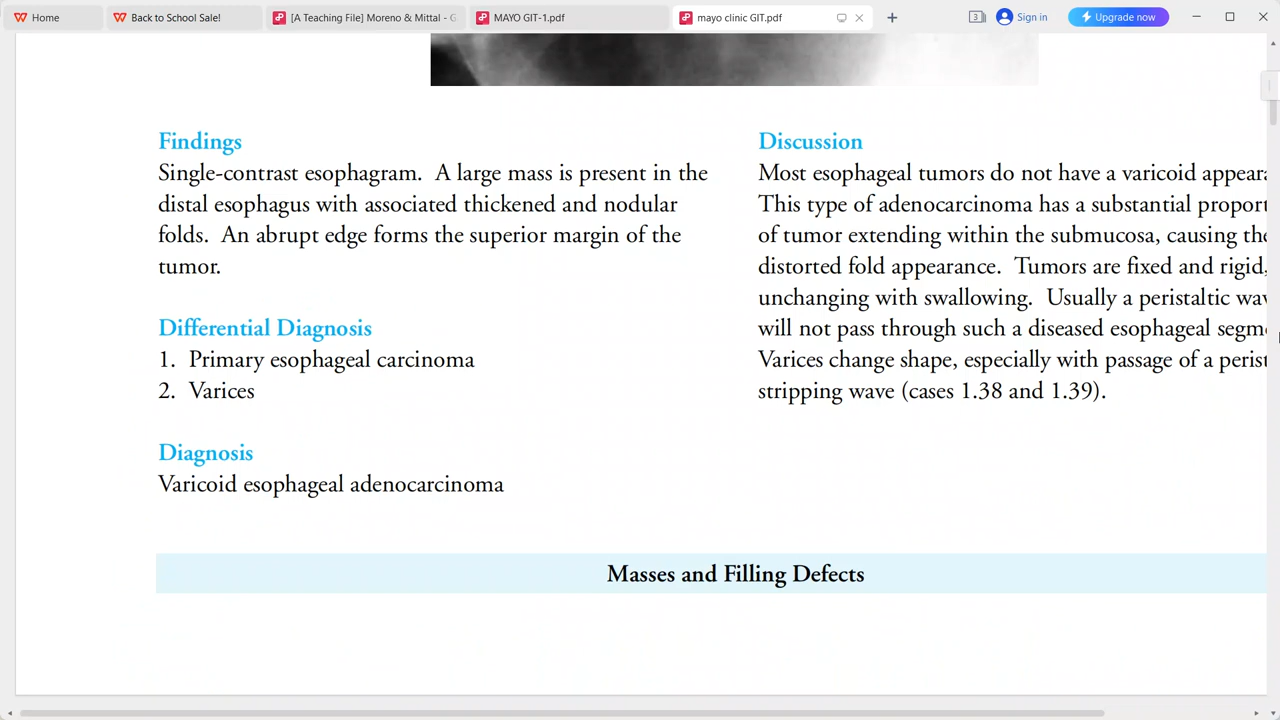 Home
Back to School Sale
[A Teaching File] Moreno & Mittal - G
MAYO GIT-1.pdf
mayo clinic GIT.pdf
3
Sign in
Upgrade now
Findings
Single-contrast esophagram. A large mass is present in the
distal esophagus with associated thickened and nodular
folds. An abrupt edge forms the superior margin of the
tumor.
Differential Diagnosis
1. Primary esophageal carcinoma
2. Varices
Diagnosis
Varicoid esophageal adenocarcinoma
Discussion
Most esophageal tumors do not have a varicoid appeara
This type of adenocarcinoma has a substantial proport
of tumor extending within the submucosa, causing the
distorted fold appearance. Tumors are fixed and rigid,
unchanging with swallowing. Usually a peristaltic wav
will not pass through such a diseased esophageal segm
Varices change shape, especially with passage of a perist
stripping wave (cases 1.38 and 1.39).
Masses and Filling Defects